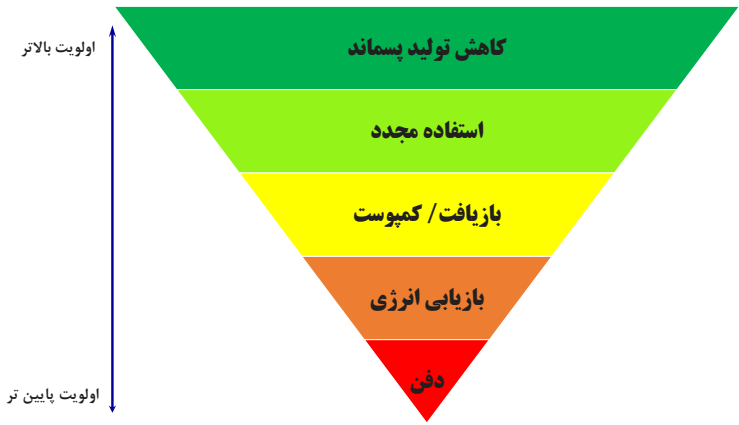 اولویت بالاتر
کاهش تولید پسماند
استفاده مجدد
بازیافت/ کمپوست
بازیابی انرژی
دفن
اولویت پایین تر